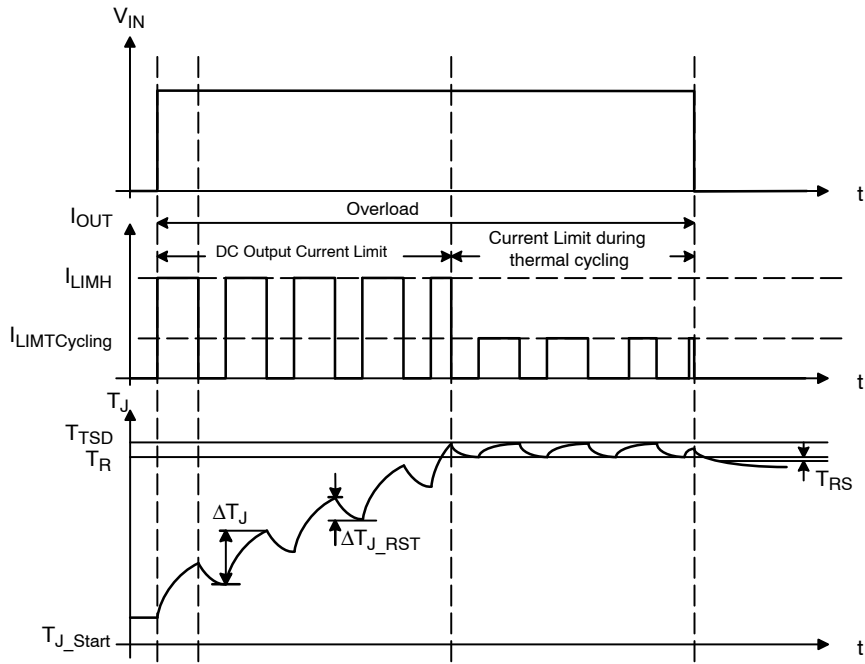 V_IN
t
I_OUT
Overload
DC Output Current Limit
Current Limit during
thermal cycling
I_LIMH
I_LIMTCycling
t
T_J
T_TSD
T_R
T_RS
ΔT_J
ΔT_J_RST
T_J_Start
t